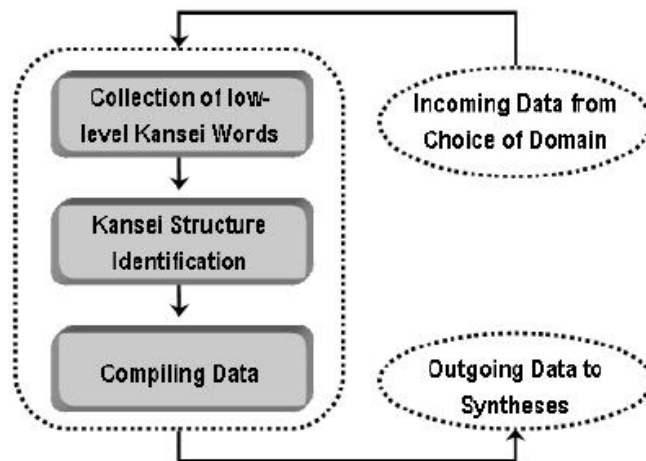 Collection of low-
level Kansei Words
Kansei Structure
Identification
Compiling Data
Incoming Data from
Choice of Domain
Outgoing Data to
Syntheses